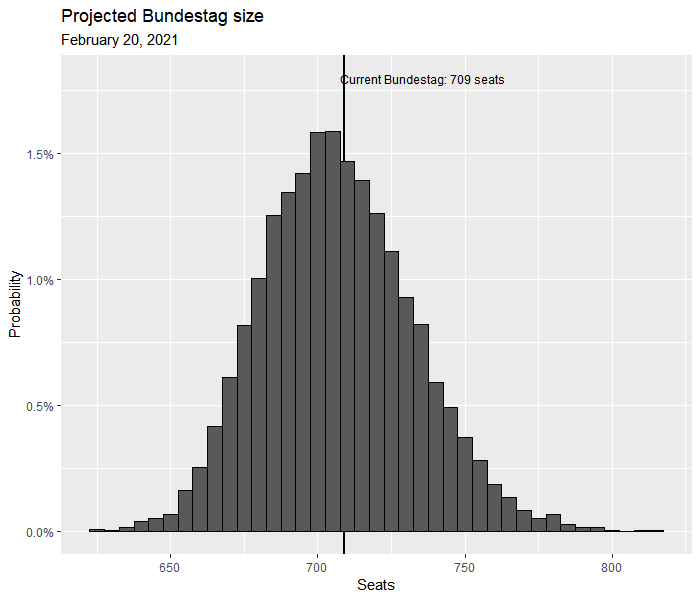 Projected Bundestag size
February 20, 2021
Current Bundestag: 709 seats
1.5%
1.0%
0.5%
0.0%
Probability
650 700 750 800
Seats